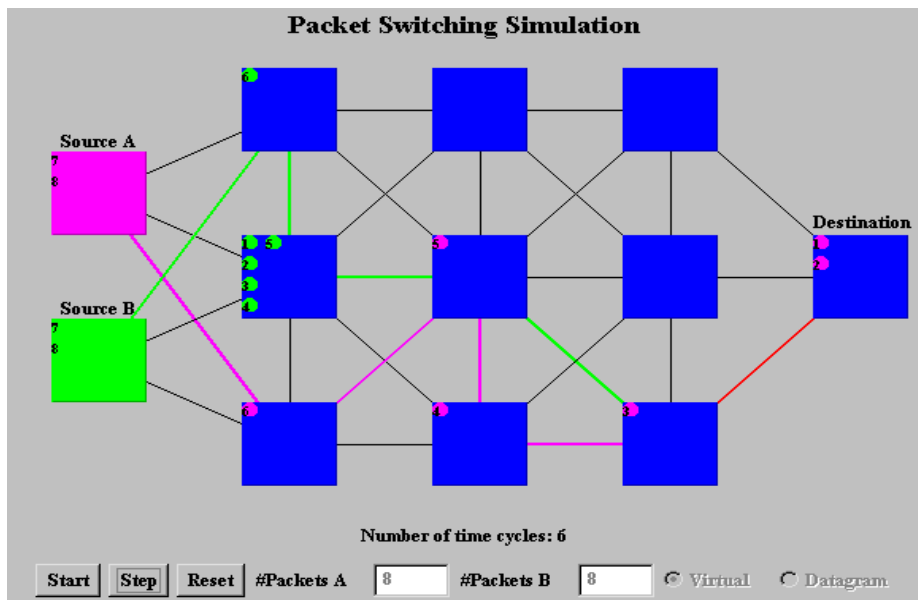 Packet Switching Simulation
6
Source A
7
8
Destination
1 5
5
1
2
2
3
4
Source B
7
8
6
4
3
Number of time cycles: 6
Start Step Reset #Packets A 8 #Packets B 8 Virtual Datagram